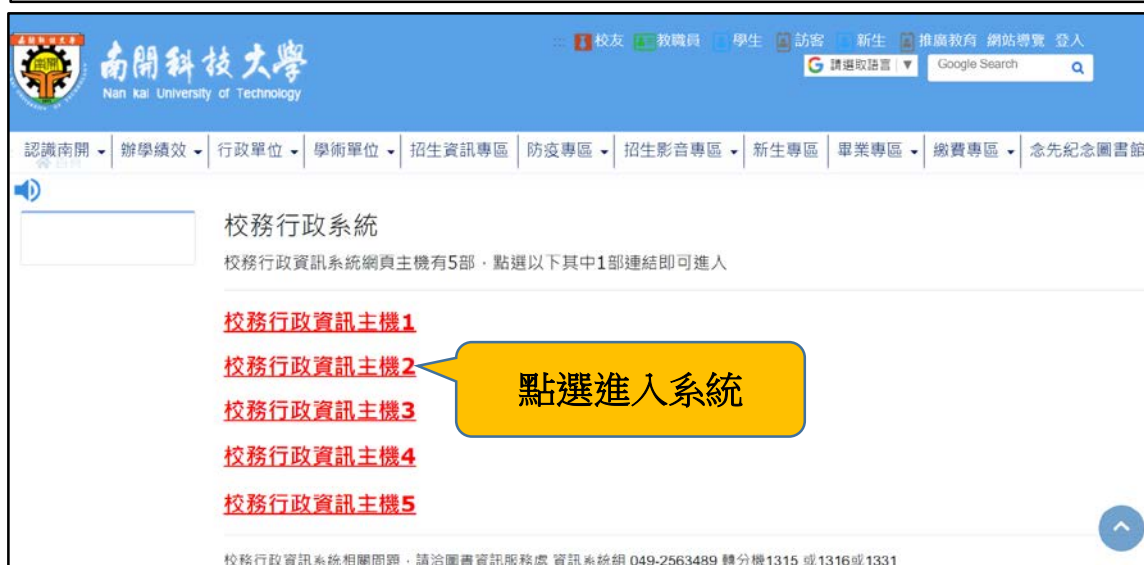 南開科技大學
Nan kai University of Technology
::: 校友 教職員 學生 訪客 新生 推廣教育 網站導覽 登入
G 請選取語言 ▼ Google Search
認識南開 辦學績效 行政單位 學術單位 招生資訊專區 防疫專區 招生影音專區 新生專區 畢業專區 繳費專區 念先紀念圖書館
校務行政系統
校務行政資訊系統網頁主機有5部，點選以下其中1部連結即可進入
校務行政資訊主機1
校務行政資訊主機2
點選進入系統
校務行政資訊主機3
校務行政資訊主機4
校務行政資訊主機5
校務行政資訊系統相關問題，請洽圖書資訊服務處 資訊系統組 049-2563489 轉分機1315 或1316或1331